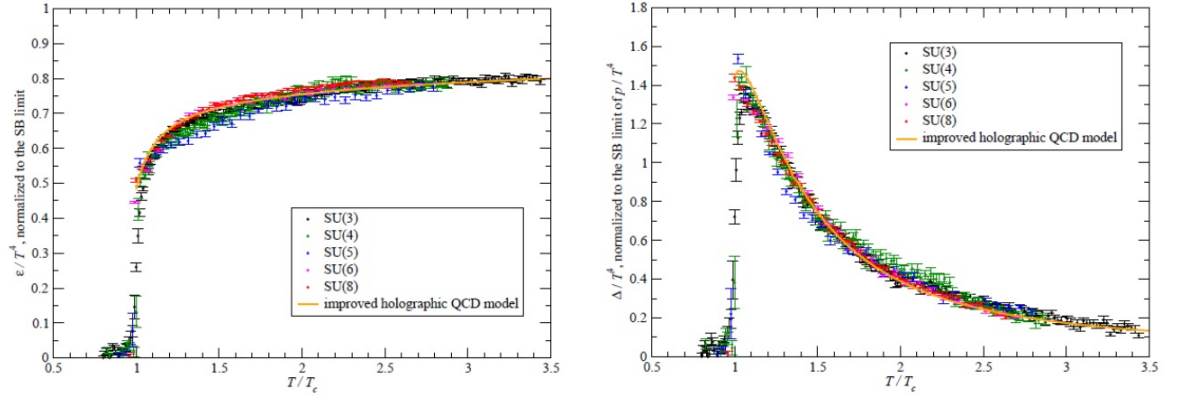 1
0.9
0.8
0.7
0.6
0.5
0.4
0.3
0.2
0.1
0
ε / T⁴, normalized to the SB limit
SU(3)
SU(4)
SU(5)
SU(6)
SU(8)
improved holographic QCD model
0.5 1 1.5 2 2.5 3 3.5
T / Tc
1.8
1.6
1.4
1.2
1
0.8
0.6
0.4
0.2
0
Δ / T⁴, normalized to the SB limit of p / T⁴
SU(3)
SU(4)
SU(5)
SU(6)
SU(8)
improved holographic QCD model
0.5 1 1.5 2 2.5 3 3.5
T / Tc